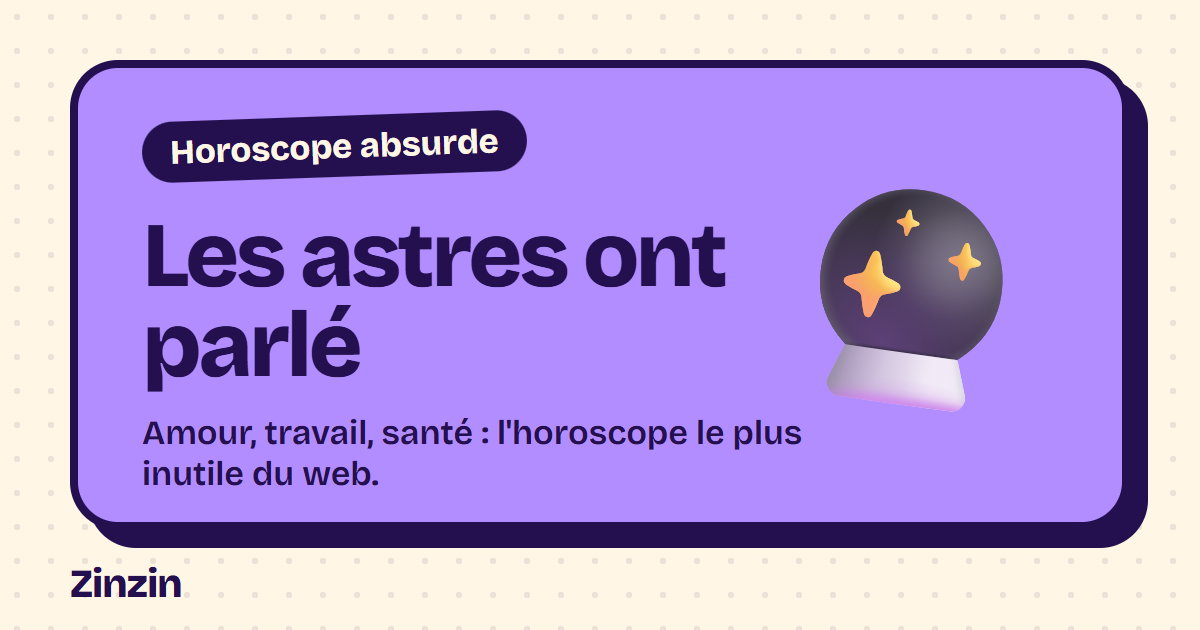 Horoscope absurde
Les astres ont
parlé
Amour, travail, santé : l'horoscope le plus
inutile du web.
Zinzin